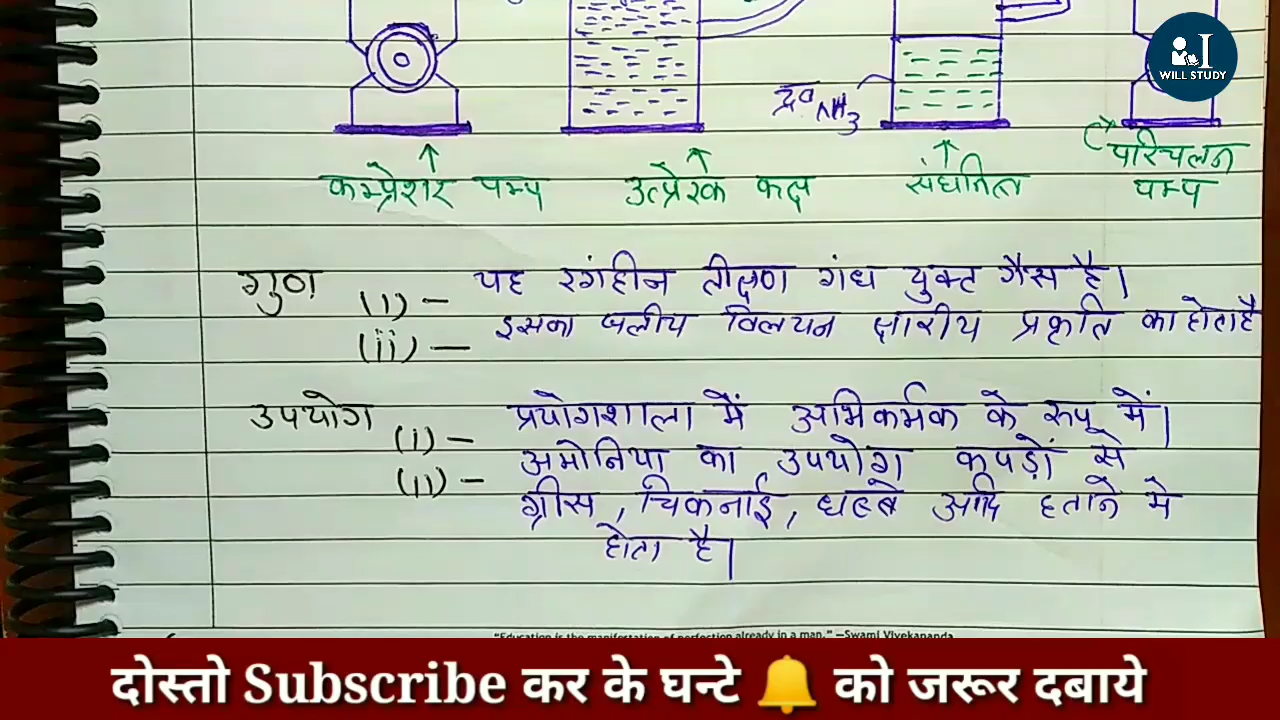 I
WILL STUDY
द्रव NH3
कम्प्रेशर पम्प
उत्प्रेरक कक्ष
संघनित्र
परिचलन
पम्प
गुण (i) – यह रगंहीन तीक्ष्ण गंध युक्त गैस है।
(ii) – इसका जलीय विलयन क्षारीय प्रकृति का होता है
उपयोग (i) – प्रयोगशाला में अभिकर्मक के रूप में।
(ii) – अमोनिया का उपयोग कपड़ों से
ग्रीस , चिकनाई , धब्बे आदि हताने मे
होता है।
"Education is the manifestation of perfection already in a man." –Swami Vivekananda
दोस्तो Subscribe कर के घन्टे 🔔 को जरूर दबाये